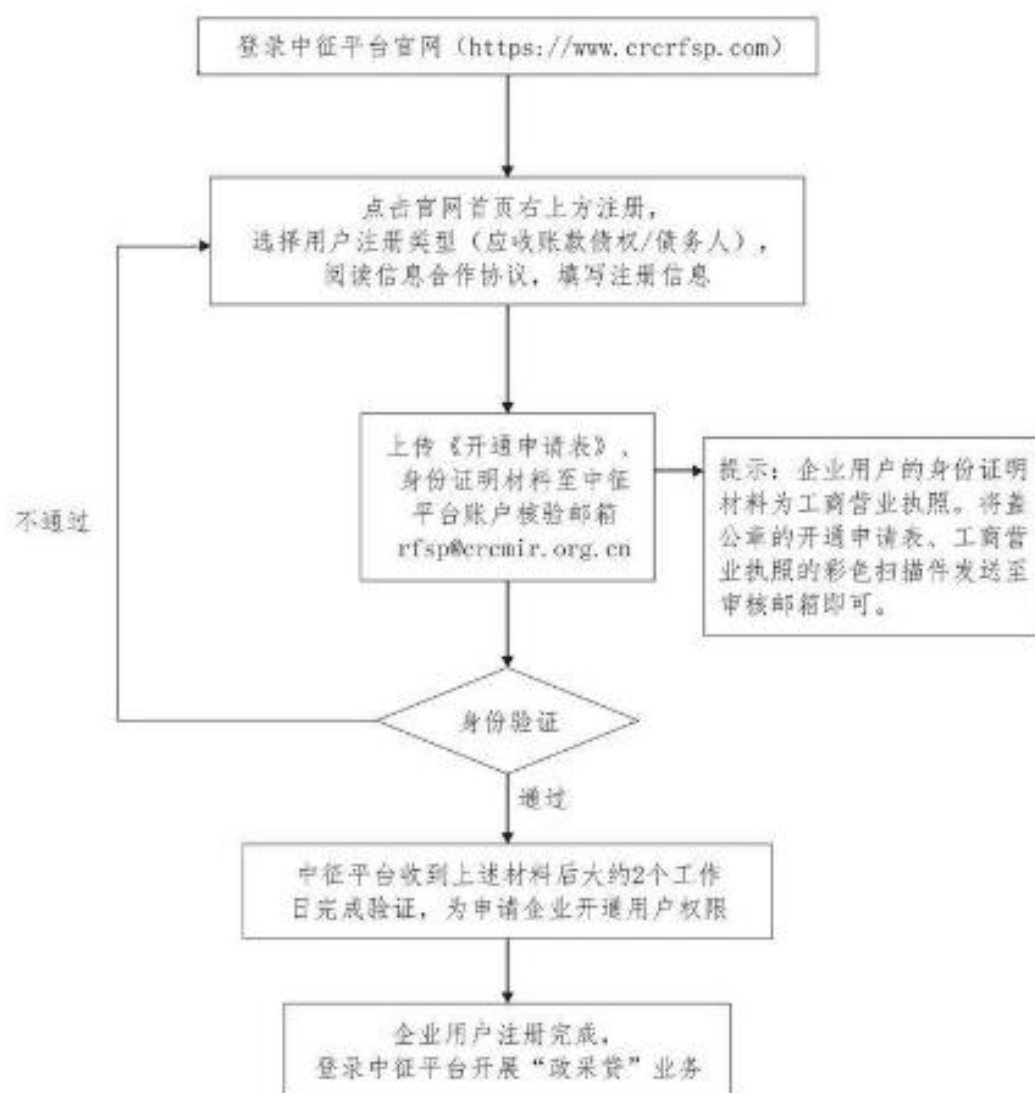 登录中征平台官网（https://www.crcrfsp.com）
点击官网首页右上方注册，
选择用户注册类型（应收账款债权/债务人），
阅读信息合作协议，填写注册信息
上传《开通申请表》、
身份证明材料至中征
平台账户核验邮箱
rfsp@crcmir.org.cn
提示：企业用户的身份证明
材料为工商营业执照。将盖
公章的开通申请表、工商营
业执照的彩色扫描件发送至
审核邮箱即可。
不通过
身份验证
通过
中征平台收到上述材料后大约2个工作
日完成验证，为申请企业开通用户权限
企业用户注册完成，
登录中征平台开展“政采贷”业务